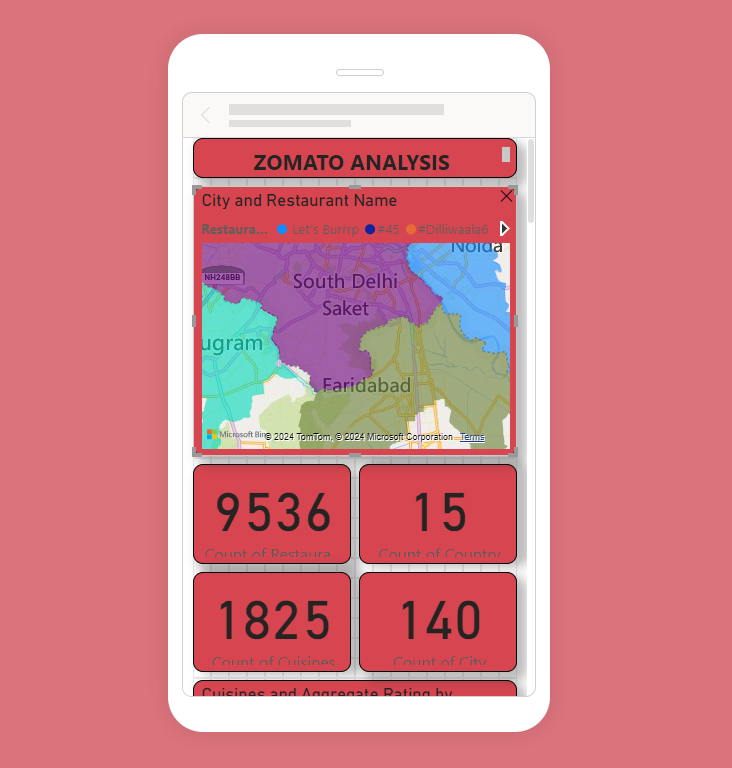 ZOMATO ANALYSIS
City and Restaurant Name
Restaura... Let's Burrrp #45 #Dilliwaala6
Noida
NH248BB
South Delhi
Saket
ugram
Faridabad
Microsoft Bing
© 2024 TomTom, © 2024 Microsoft Corporation Terms
9536
Count of Restaura...
15
Count of Country
1825
Count of Cuisines
140
Count of City
Cuisines and Aggregate Rating by